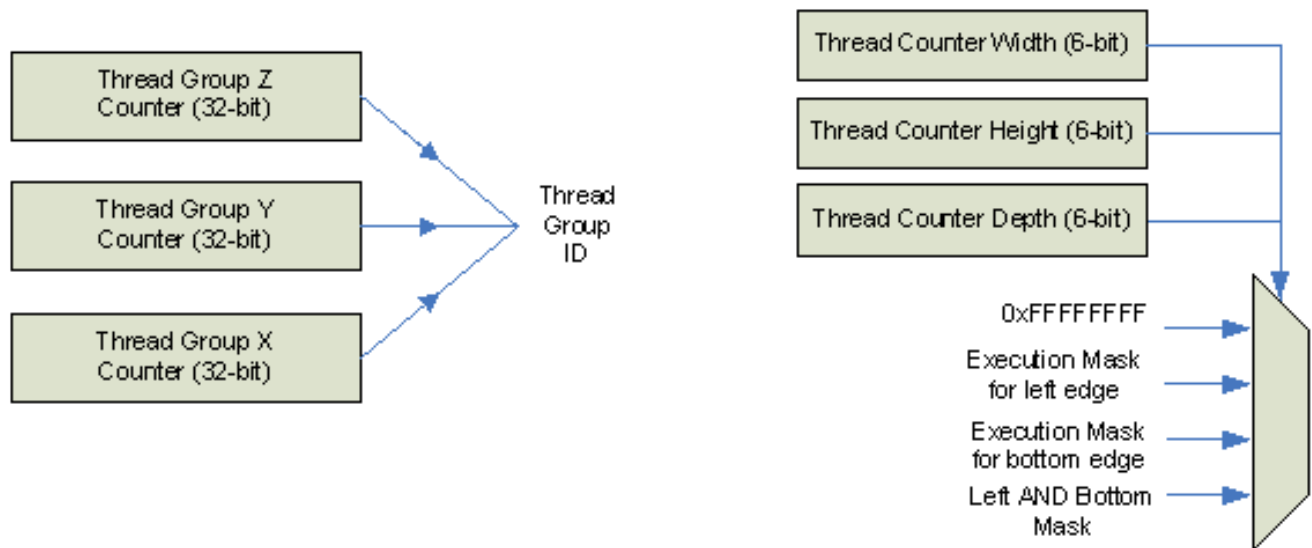 Thread Group Z
Counter (32-bit)
Thread Group Y
Counter (32-bit)
Thread Group X
Counter (32-bit)
Thread
Group
ID
Thread Counter Width (6-bit)
Thread Counter Height (6-bit)
Thread Counter Depth (6-bit)
0xFFFFFFFF
Execution Mask
for left edge
Execution Mask
for bottom edge
Left AND Bottom
Mask